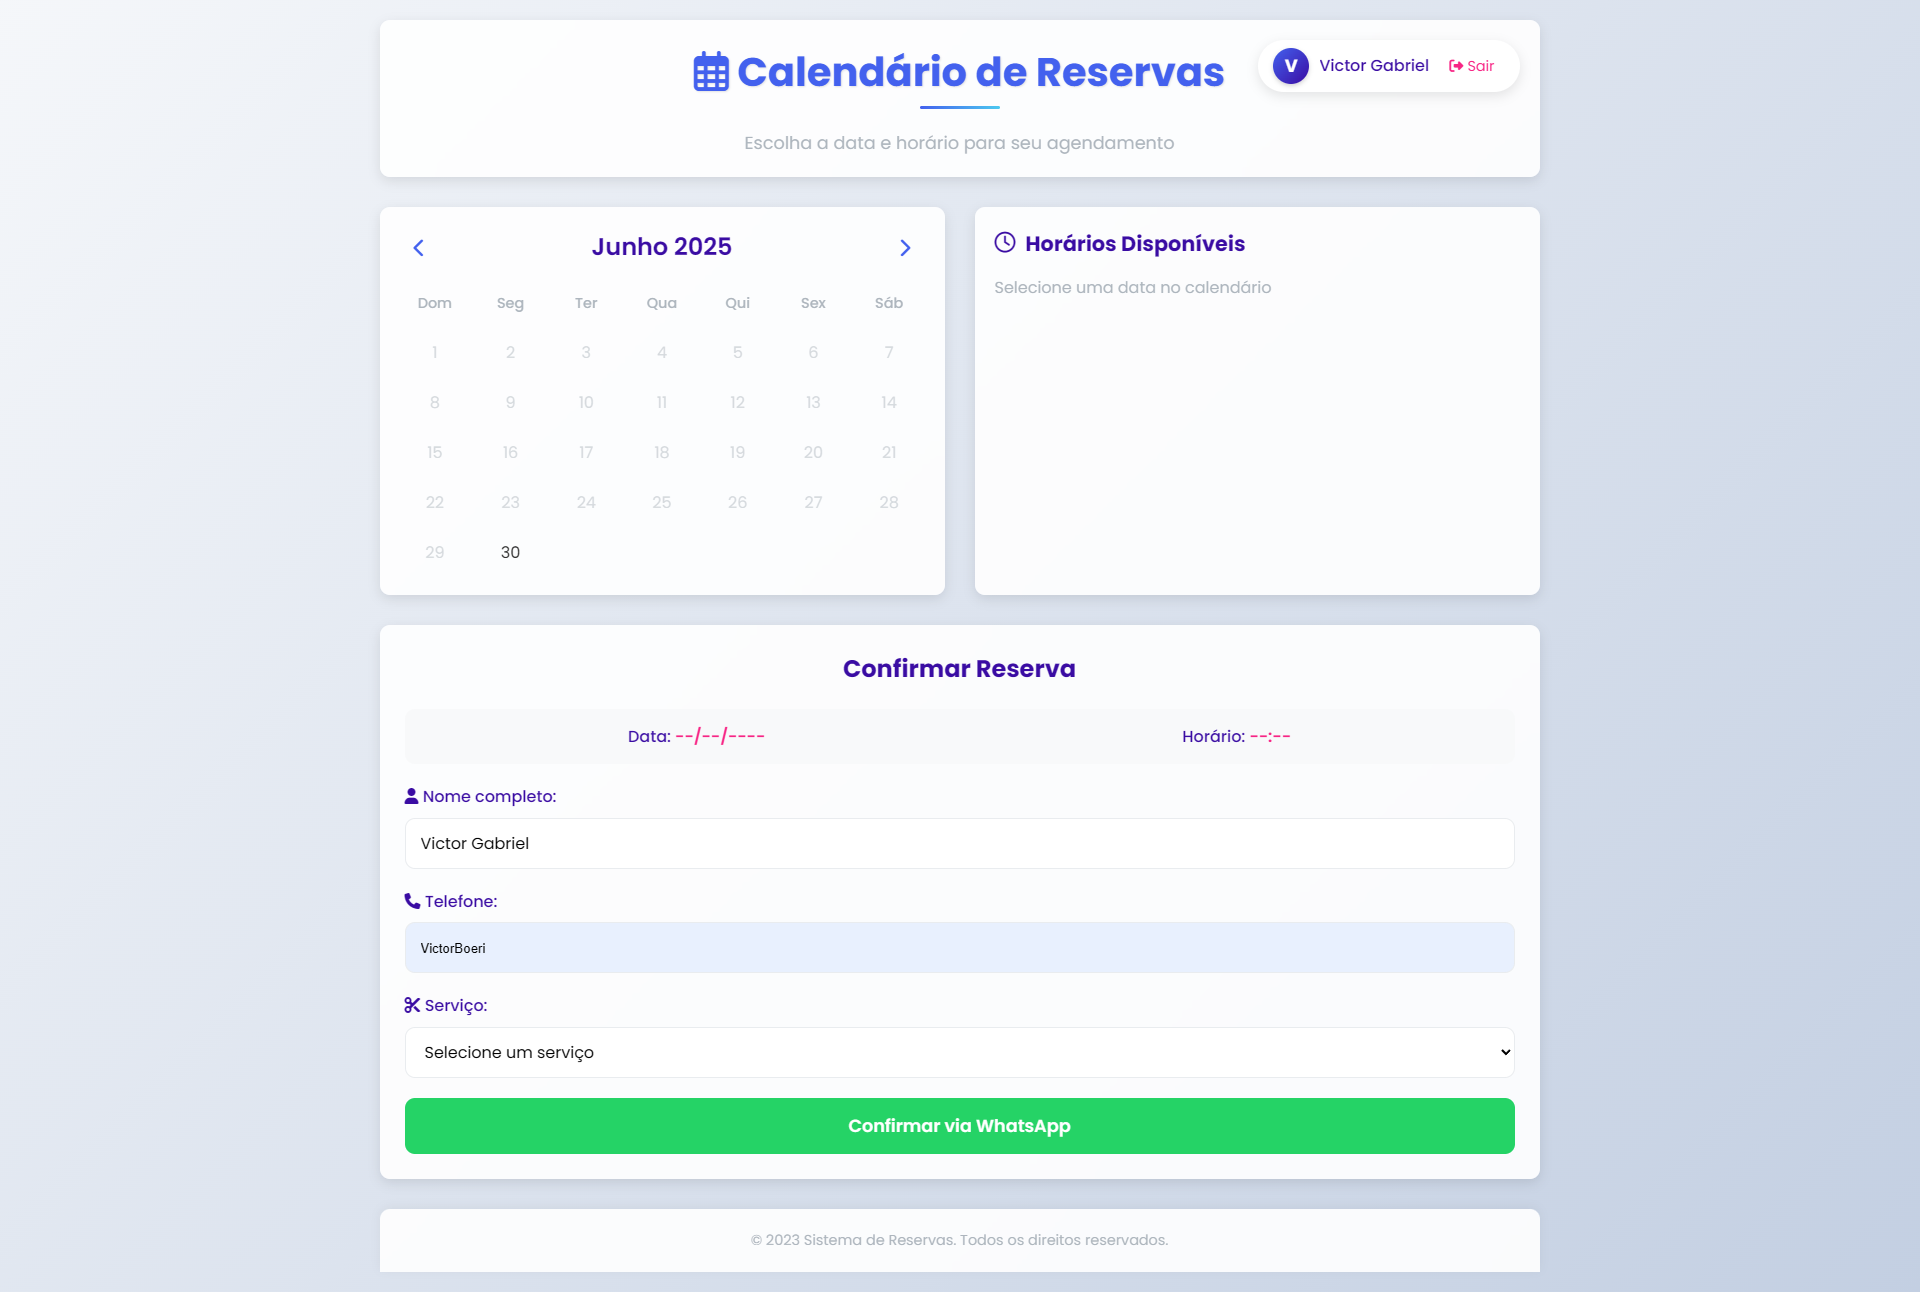 Calendário de Reservas
V Victor Gabriel Sair
Escolha a data e horário para seu agendamento
Junho 2025
Dom Seg Ter Qua Qui Sex Sáb
1 2 3 4 5 6 7
8 9 10 11 12 13 14
15 16 17 18 19 20 21
22 23 24 25 26 27 28
29 30
Horários Disponíveis
Selecione uma data no calendário
Confirmar Reserva
Data: --/--/---- Horário: --:--
Nome completo:
Victor Gabriel
Telefone:
VictorBoeri
Serviço:
Selecione um serviço
Confirmar via WhatsApp
© 2023 Sistema de Reservas. Todos os direitos reservados.